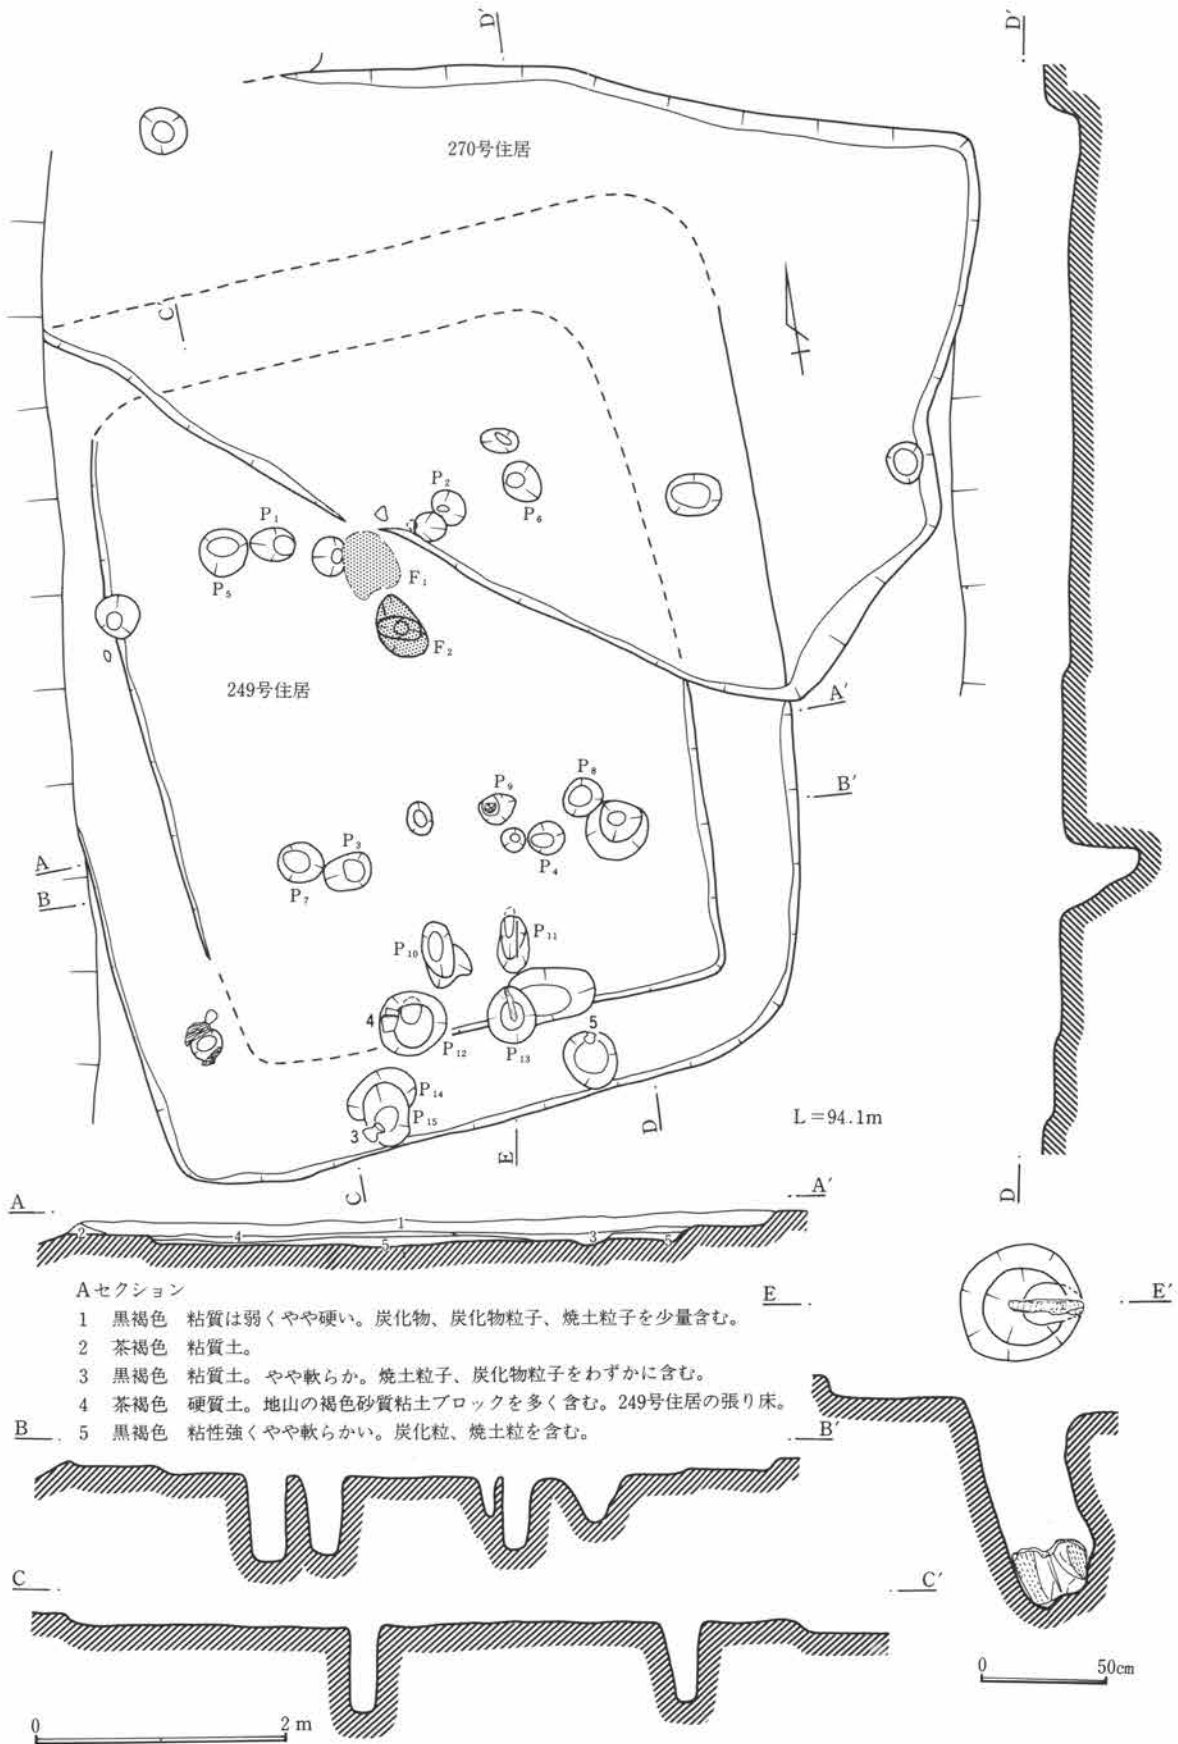 D′
D′
270号住居
C′
P₂
P₁
P₆
F₁
P₅
F₂
249号住居
A′
P₈
P₉
B′
P₃
A
P₄
B
P₇
P₁₁
P₁₀
4
5
P₁₂
P₁₃
P₁₄
P₁₅
3
L=94.1m
D
E
C
D
A
A′
1
2
4
3
5
5
Aセクション
1 黒褐色 粘質は弱くやや硬い。炭化物、炭化物粒子、焼土粒子を少量含む。
2 茶褐色 粘質土。
3 黒褐色 粘質土。やや軟らか。焼土粒子、炭化物粒子をわずかに含む。
4 茶褐色 硬質土。地山の褐色砂質粘土ブロックを多く含む。249号住居の張り床。
5 黒褐色 粘性強くやや軟らかい。炭化粒、焼土粒を含む。
E
E′
B
B′
C
C′
0 50cm
0 2m